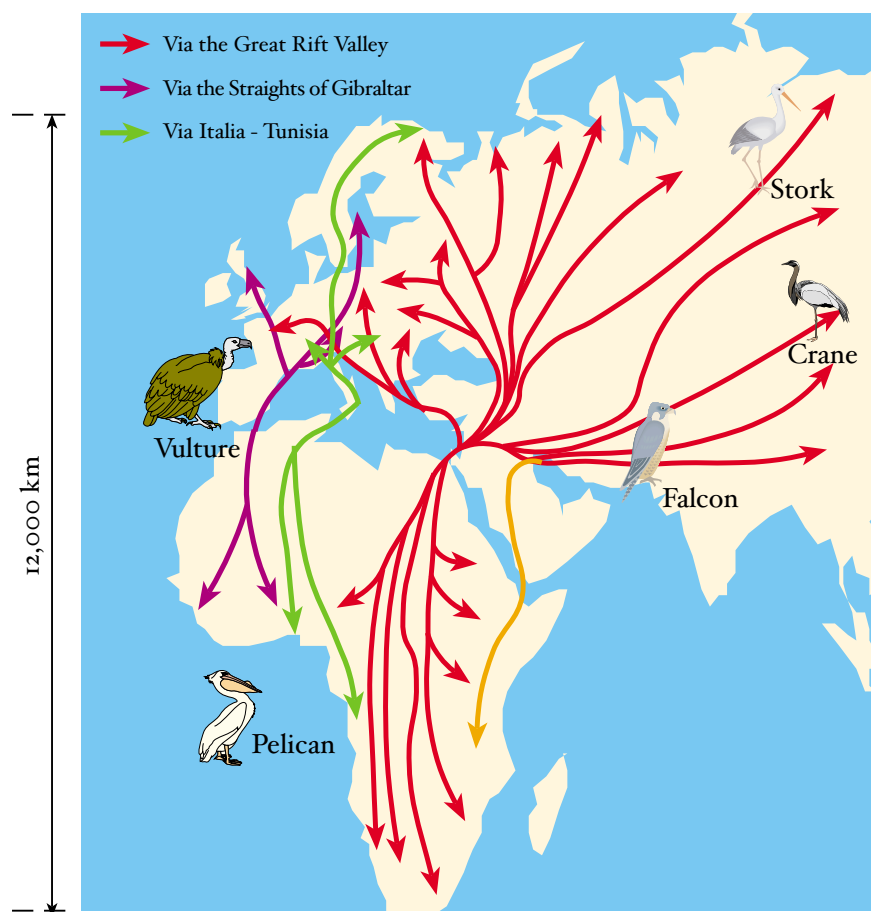 Via the Great Rift Valley
Via the Straights of Gibraltar
Via Italia - Tunisia
Stork
Crane
Vulture
Falcon
12,000 km
Pelican